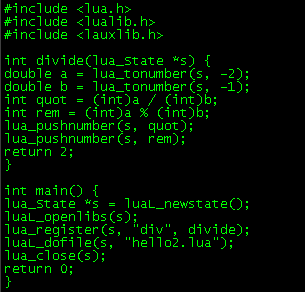 #include <lua.h>
#include <lualib.h>
#include <lauxlib.h>
int divide(lua_State *s) {
double a = lua_tonumber(s, -2);
double b = lua_tonumber(s, -1);
int quot = (int)a / (int)b;
int rem = (int)a % (int)b;
lua_pushnumber(s, quot);
lua_pushnumber(s, rem);
return 2;
}
int main() {
lua_State *s = luaL_newstate();
luaL_openlibs(s);
lua_register(s, "div", divide);
luaL_dofile(s, "hello2.lua");
lua_close(s);
return 0;
}